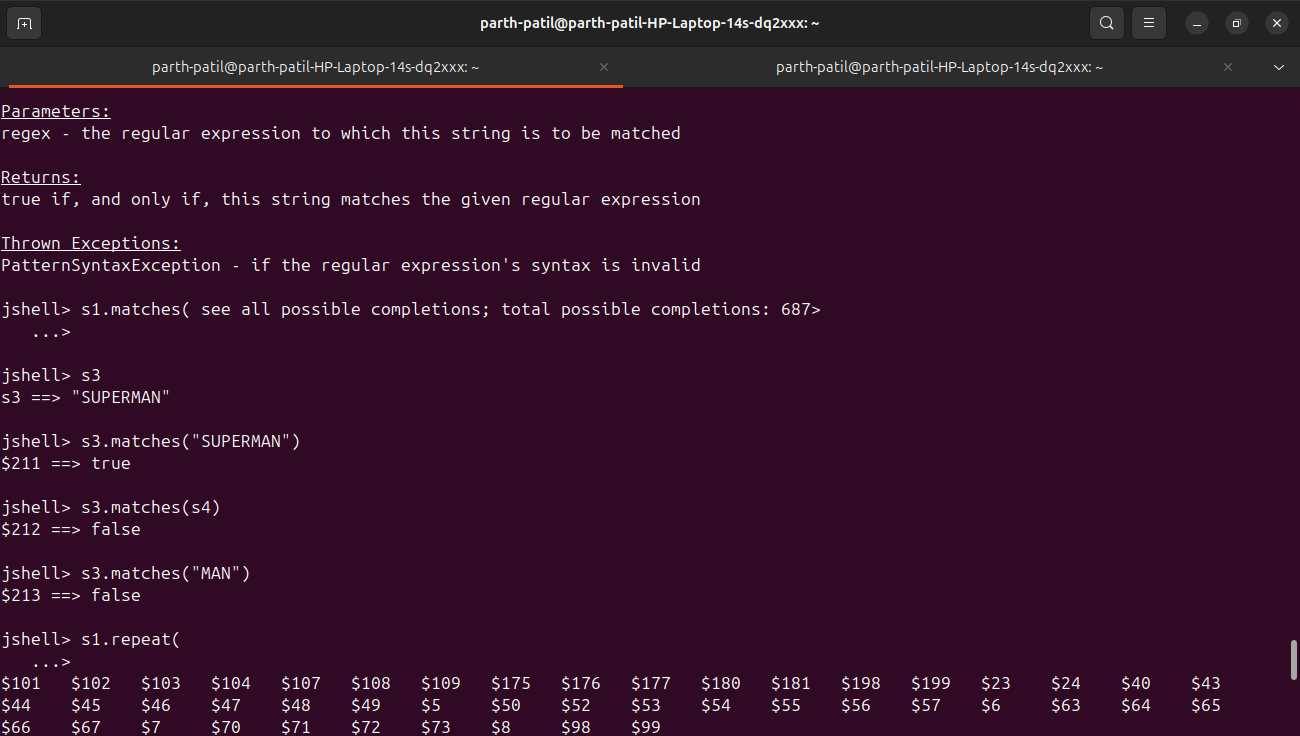 parth-patil@parth-patil-HP-Laptop-14s-dq2xxx: ~
parth-patil@parth-patil-HP-Laptop-14s-dq2xxx: ~
parth-patil@parth-patil-HP-Laptop-14s-dq2xxx: ~
Parameters:
regex - the regular expression to which this string is to be matched
Returns:
true if, and only if, this string matches the given regular expression
Thrown Exceptions:
PatternSyntaxException - if the regular expression's syntax is invalid
jshell> s1.matches( see all possible completions; total possible completions: 687>
   ...>
jshell> s3
s3 ==> "SUPERMAN"
jshell> s3.matches("SUPERMAN")
$211 ==> true
jshell> s3.matches(s4)
$212 ==> false
jshell> s3.matches("MAN")
$213 ==> false
jshell> s1.repeat(
   ...>
$101   $102   $103   $104   $107   $108   $109   $175   $176   $177   $180   $181   $198   $199   $23    $24    $40    $43
$44    $45    $46    $47    $48    $49    $5     $50    $52    $53    $54    $55    $56    $57    $6     $63    $64    $65
$66    $67    $7     $70    $71    $72    $73    $8     $98    $99